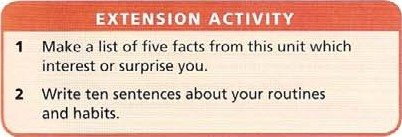 EXTENSION ACTIVITY
1 Make a list of five facts from this unit which
interest or surprise you.
2 Write ten sentences about your routines
and habits.